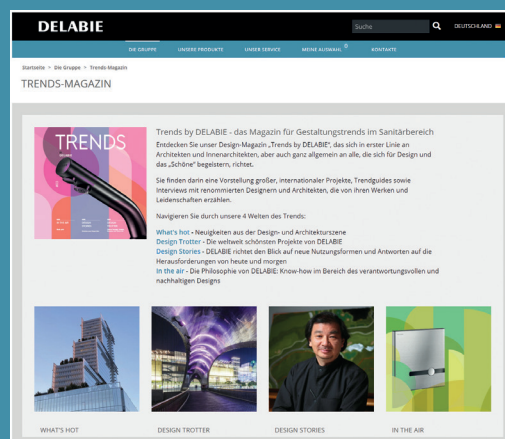 DELABIE
Suche
DEUTSCHLAND
DIE GRUPPE UNSERE PRODUKTE UNSER SERVICE MEINE AUSWAHL 0 KONTAKTE
Startseite > Die Gruppe > Trends-Magazin
TRENDS-MAGAZIN
TRENDS
Trends by DELABIE - das Magazin für Gestaltungstrends im Sanitärbereich
Entdecken Sie unser Design-Magazin „Trends by DELABIE", das sich in erster Linie an
Architekten und Innenarchitekten, aber auch ganz allgemein an alle, die sich für Design und
das „Schöne" begeistern, richtet.
Sie finden darin eine Vorstellung großer, internationaler Projekte, Trendguides sowie
Interviews mit renommierten Designern und Architekten, die von ihren Werken und
Leidenschaften erzählen.
Navigieren Sie durch unsere 4 Welten des Trends:
What's hot - Neuigkeiten aus der Design- und Architekturszene
Design Trotter - Die weltweit schönsten Projekte von DELABIE
Design Stories - DELABIE richtet den Blick auf neue Nutzungsformen und Antworten auf die
Herausforderungen von heute und morgen
In the air - Die Philosophie von DELABIE: Know-how im Bereich des verantwortungsvollen und
nachhaltigen Designs
WHAT'S HOT
DESIGN TROTTER
DESIGN STORIES
IN THE AIR